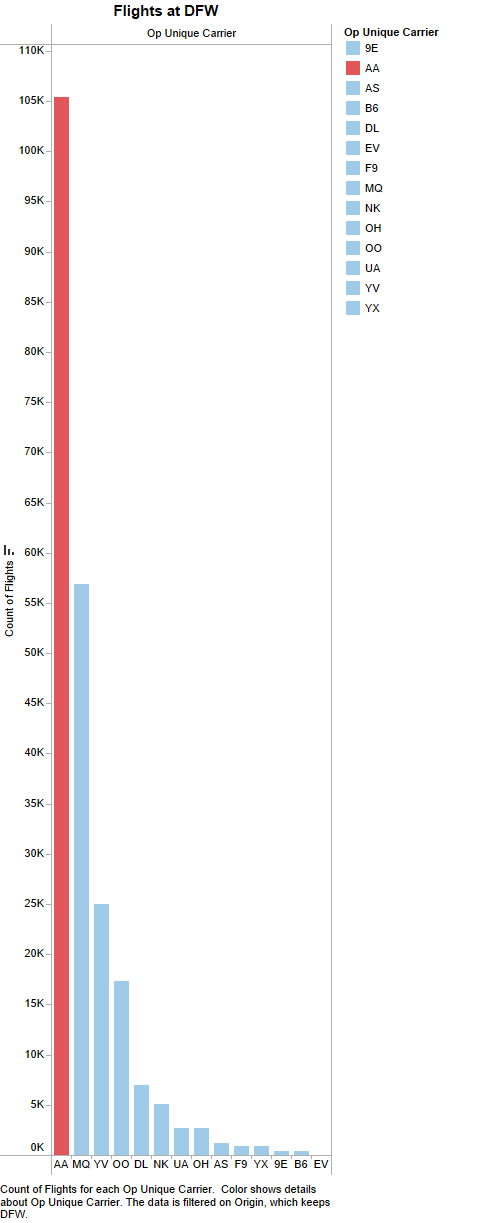 Flights at DFW
Op Unique Carrier
110K
105K
100K
95K
90K
85K
80K
75K
70K
65K
60K
55K
50K
45K
40K
35K
30K
25K
20K
15K
10K
5K
0K
Count of Flights
AA MQ YV OO DL NK UA OH AS F9 YX 9E B6 EV
Op Unique Carrier
9E
AA
AS
B6
DL
EV
F9
MQ
NK
OH
OO
UA
YV
YX
Count of Flights for each Op Unique Carrier.  Color shows details
about Op Unique Carrier. The data is filtered on Origin, which keeps
DFW.